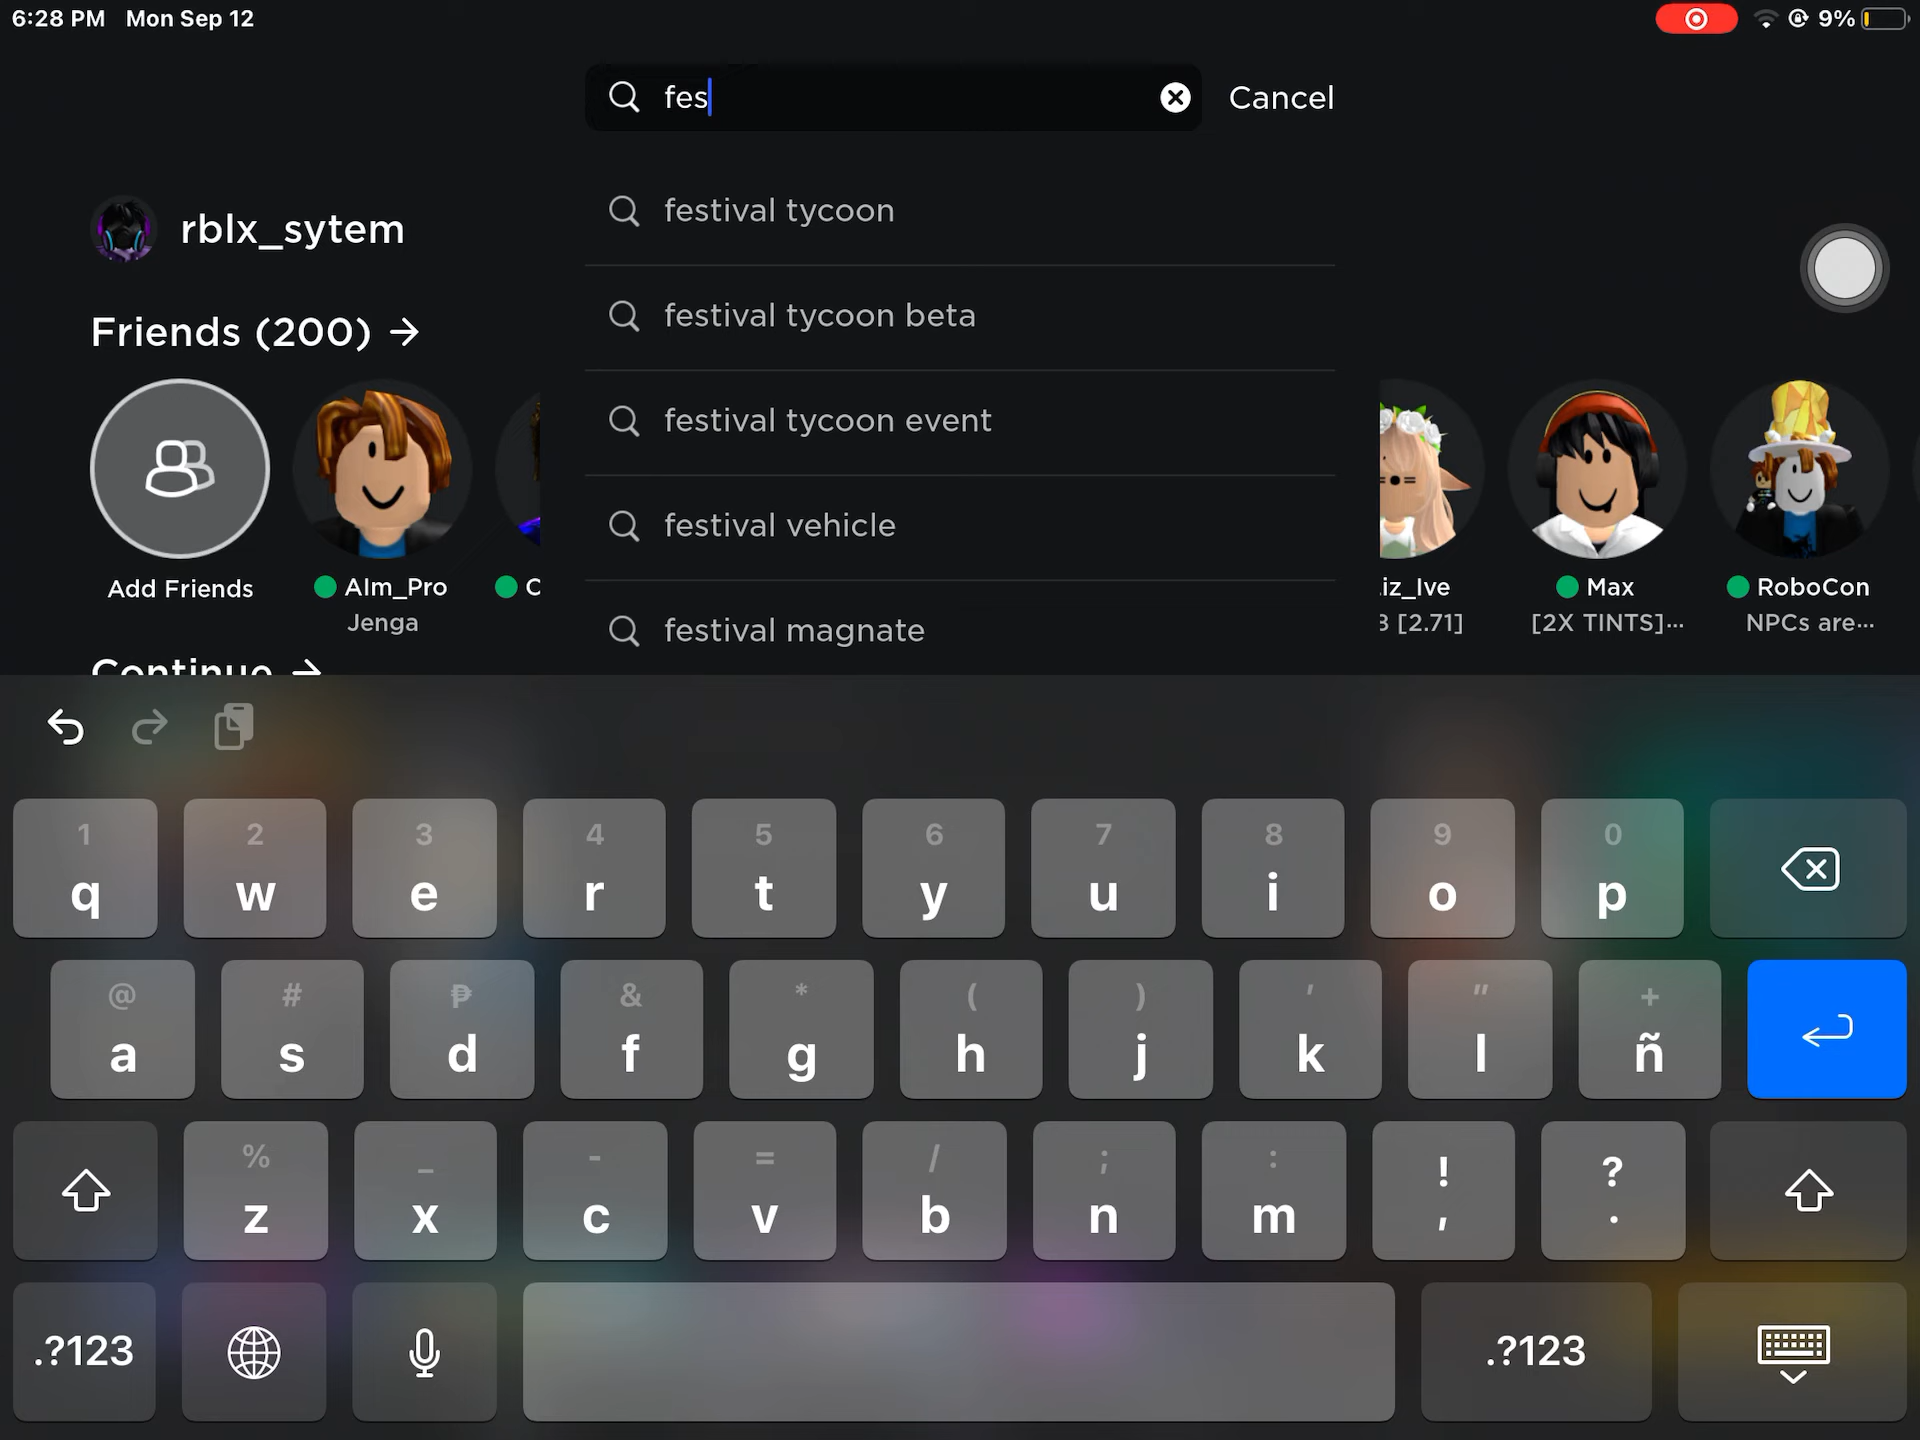 6:28 PM Mon Sep 12
9%
fes
Cancel
festival tycoon
festival tycoon beta
festival tycoon event
festival vehicle
festival magnate
rblx_sytem
Friends (200) →
Add Friends
AIm_Pro
Jenga
C
iz_Ive
[2.71]
Max
[2X TINTS]...
RoboCon
NPCs are...
Continue →
1 2 3 4 5 6 7 8 9 0
q w e r t y u i o p
@ # ₱ & * ( ) ' " +
a s d f g h j k l ñ
% _ - = / ; : ! ?
z x c v b n m , .
.?123
.?123